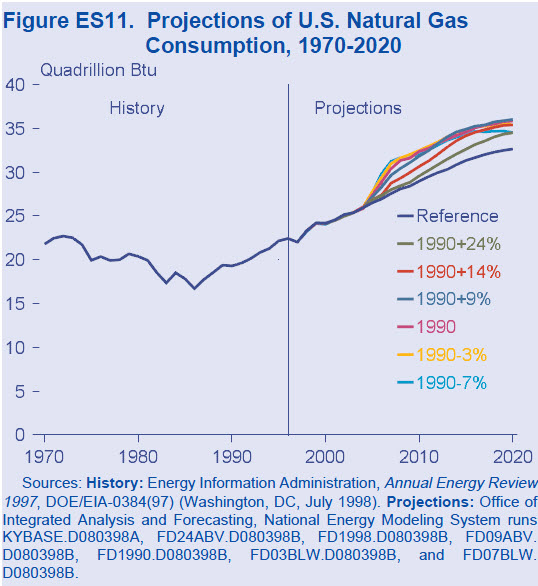 Figure ES11. Projections of U.S. Natural Gas
Consumption, 1970-2020
Quadrillion Btu
40
History
Projections
35
30
25
Reference
1990+24%
20
1990+14%
1990+9%
15
1990
10
1990-3%
1990-7%
5
0
1970 1980 1990 2000 2010 2020
Sources: History: Energy Information Administration, Annual Energy Review
1997, DOE/EIA-0384(97) (Washington, DC, July 1998). Projections: Office of
Integrated Analysis and Forecasting, National Energy Modeling System runs
KYBASE.D080398A, FD24ABV.D080398B, FD1998.D080398B, FD09ABV.
D080398B, FD1990.D080398B, FD03BLW.D080398B, and FD07BLW.
D080398B.